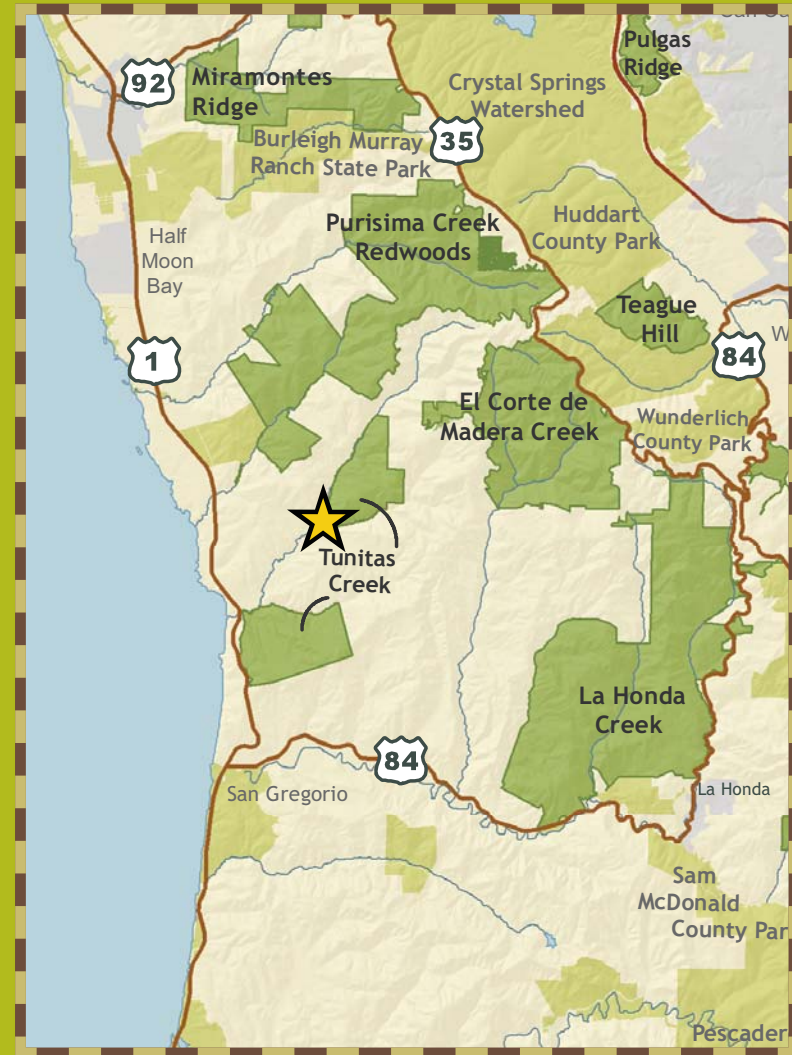 Pulgas
Ridge
92
Miramontes
Ridge
Crystal Springs
Watershed
Burleigh Murray
Ranch State Park
35
Purisima Creek
Redwoods
Huddart
County Park
Half
Moon
Bay
Teague
Hill
84
1
El Corte de
Madera Creek
Wunderlich
County Park
Tunitas
Creek
La Honda
Creek
84
San Gregorio
La Honda
Sam
McDonald
County Par
Pescader